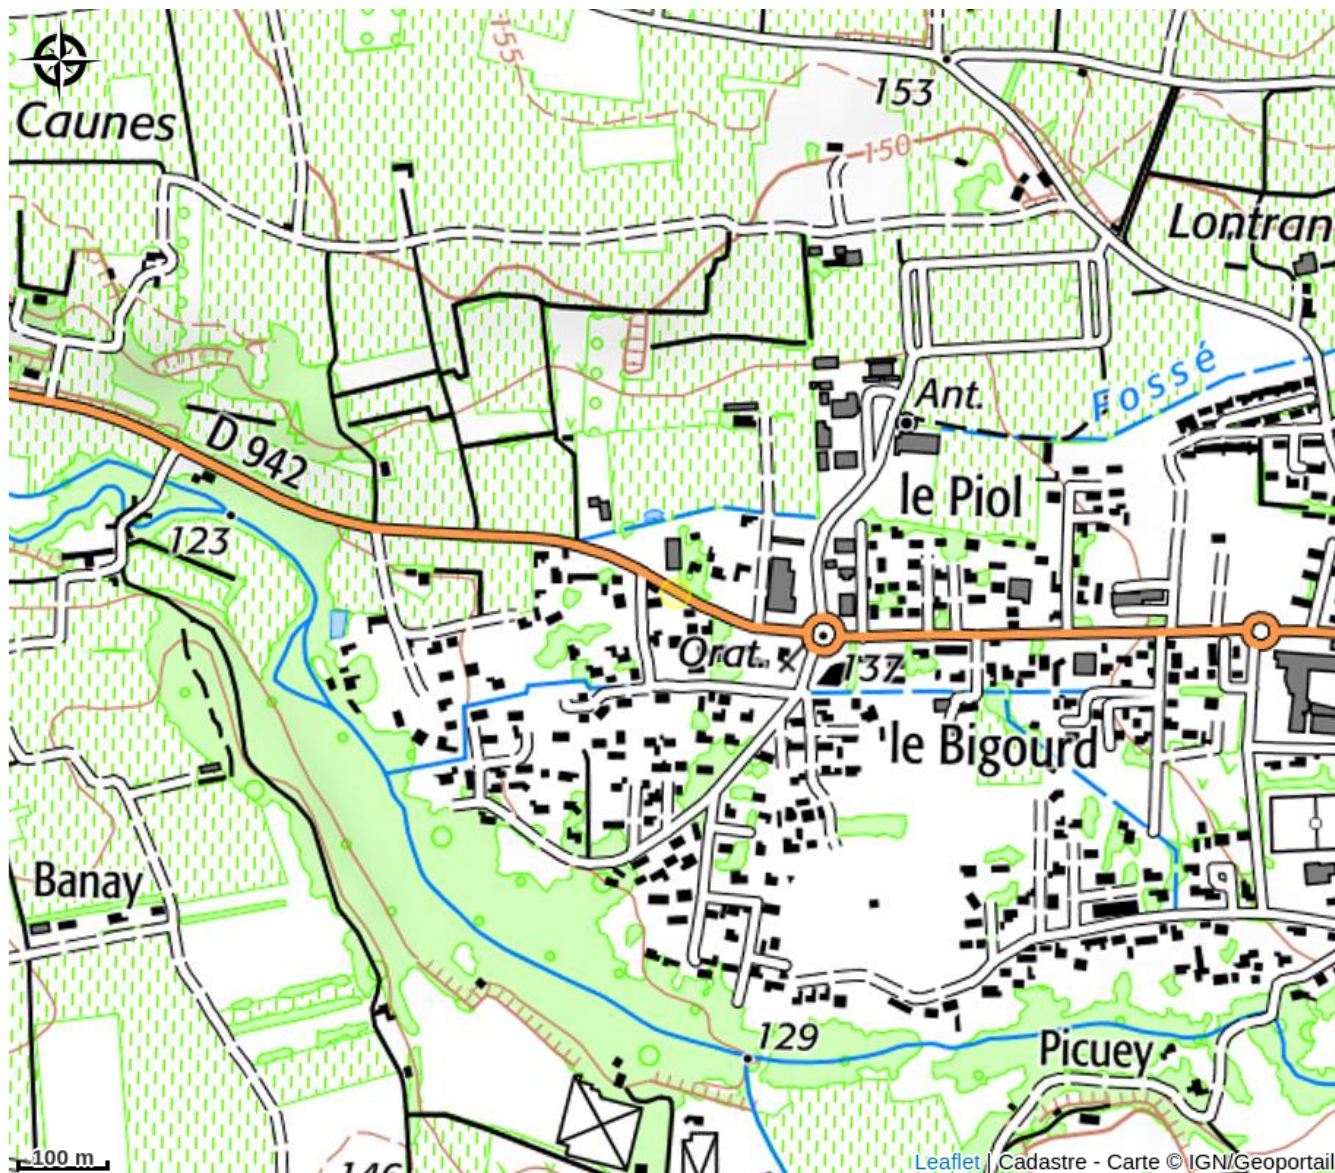 155
153
Caunes
150
Lontran
Fossé
Ant.
D 942
le Piol
123
Orat.
137
le Bigourd
Banay
129
Picuey
146
100 m
Leaflet | Cadastre - Carte © IGN/Geoportail